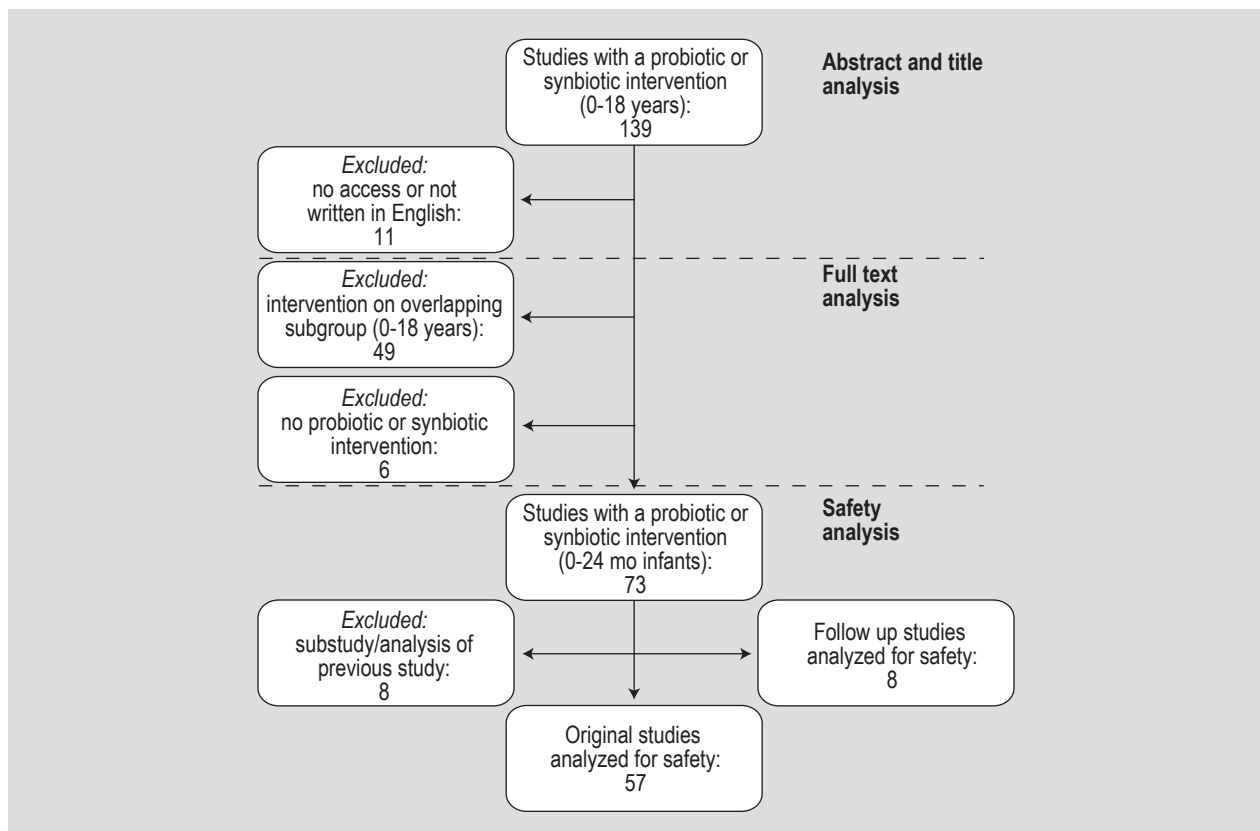 Studies with a probiotic or
synbiotic intervention
(0-18 years):
139
Abstract and title
analysis
Excluded:
no access or not
written in English:
11
Excluded:
intervention on overlapping
subgroup (0-18 years):
49
Full text
analysis
Excluded:
no probiotic or synbiotic
intervention:
6
Studies with a probiotic or
synbiotic intervention
(0-24 mo infants):
73
Safety
analysis
Excluded:
substudy/analysis of
previous study:
8
Follow up studies
analyzed for safety:
8
Original studies
analyzed for safety:
57